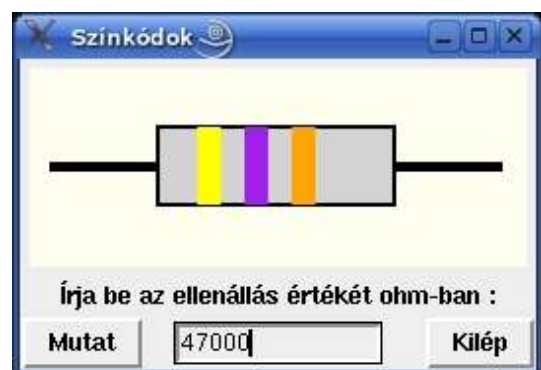 Színkódok
Írja be az ellenállás értékét ohm-ban :
Mutat 47000 Kilép